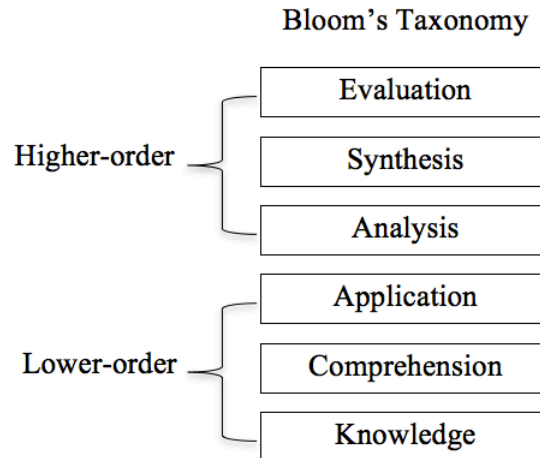 Bloom’s Taxonomy
Evaluation
Higher-order
Synthesis
Analysis
Application
Lower-order
Comprehension
Knowledge